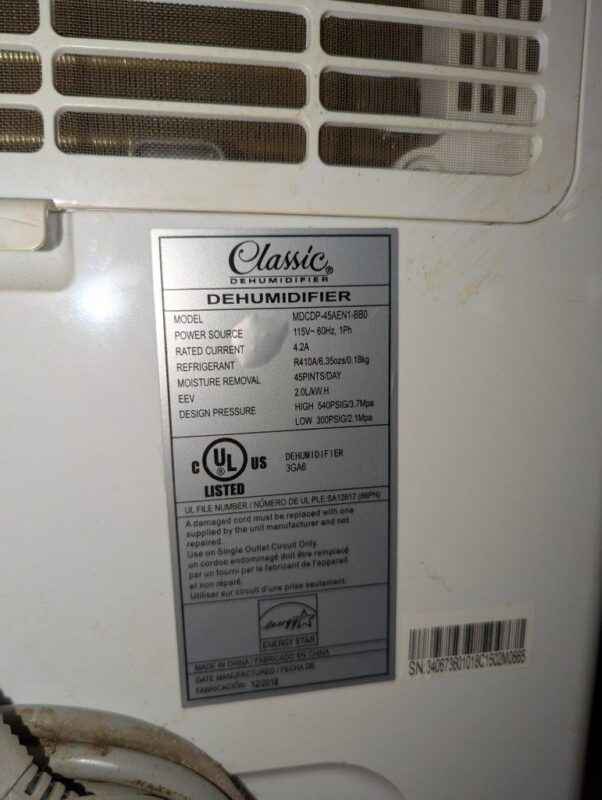 Classic®
DEHUMIDIFIER
DEHUMIDIFIER
MODEL MDCDP-45AEN1-BB0
POWER SOURCE 115V~ 60Hz, 1Ph
RATED CURRENT 4.2A
REFRIGERANT R410A/6.35ozs/0.18kg
MOISTURE REMOVAL 45PINTS/DAY
EEV 2.0L/kW.H
DESIGN PRESSURE HIGH 540PSIG/3.7Mpa
LOW 300PSIG/2.1Mpa
C UL® US DEHUMIDIFIER
3GA6
LISTED
UL FILE NUMBER / NÚMERO DE UL PLE:SA12617 (86PN)
A damaged cord must be replaced with one
supplied by the unit manufacturer and not
repaired.
Use on Single Outlet Circuit Only.
un cordon endommagé doit être remplacé
par un fourni par le fabricant de l'appareil
et non réparé.
Utiliser sur circuit d'une prise seulement.
energy
ENERGY STAR
MADE IN CHINA / FABRICADO EN CHINA
DATE MANUFACTURED / FECHA DE
FABRICACIÓN: 12/2018
SN: 340673601018C1502M0665